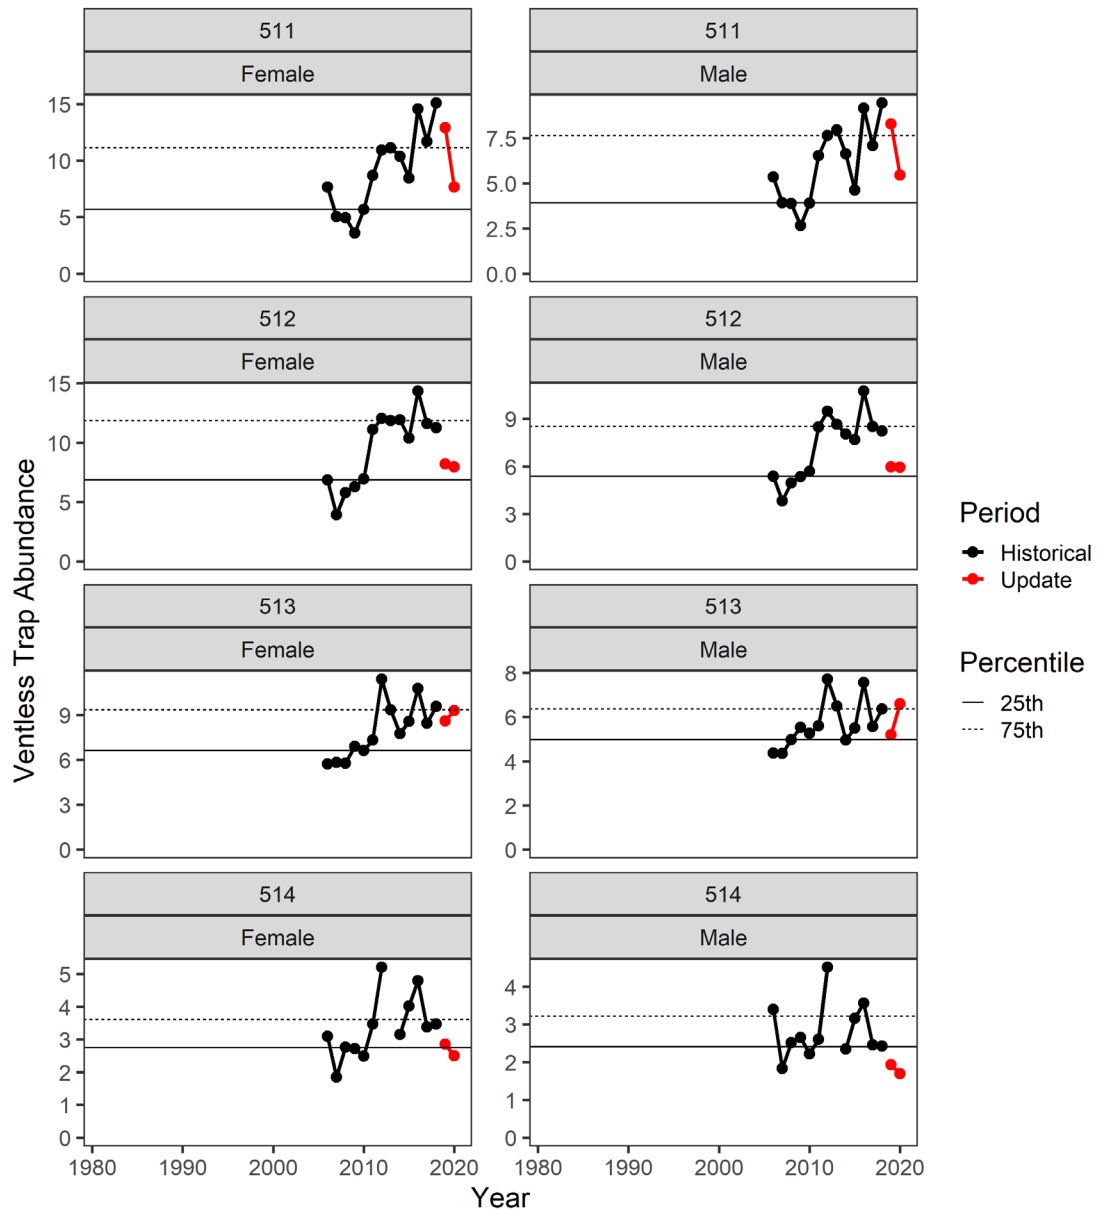 511
Female
15
10
5
0
511
Male
7.5
5.0
2.5
0.0
512
Female
15
10
5
0
512
Male
9
6
3
0
513
Female
9
6
3
0
513
Male
8
6
4
2
0
514
Female
5
4
3
2
1
0
514
Male
4
3
2
1
0
1980 1990 2000 2010 2020
1980 1990 2000 2010 2020
Year
Ventless Trap Abundance
Period
Historical
Update
Percentile
25th
75th